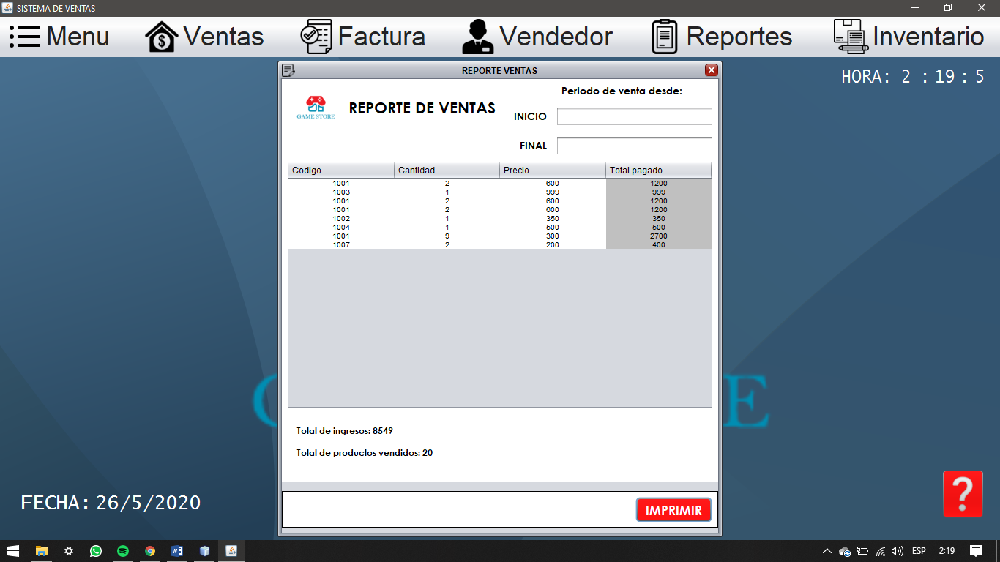 SISTEMA DE VENTAS
Menu Ventas Factura Vendedor Reportes Inventario
REPORTE VENTAS
HORA: 2 : 19 : 5
Periodo de venta desde:
GAME STORE
REPORTE DE VENTAS
INICIO
FINAL
Codigo Cantidad Precio Total pagado
1001 2 600 1200
1003 1 999 999
1001 2 600 1200
1001 2 600 1200
1002 1 350 350
1004 1 500 500
1001 9 300 2700
1007 2 200 400
E
Total de ingresos: 8549
Total de productos vendidos: 20
FECHA: 26/5/2020
?
IMPRIMIR
ESP 2:19